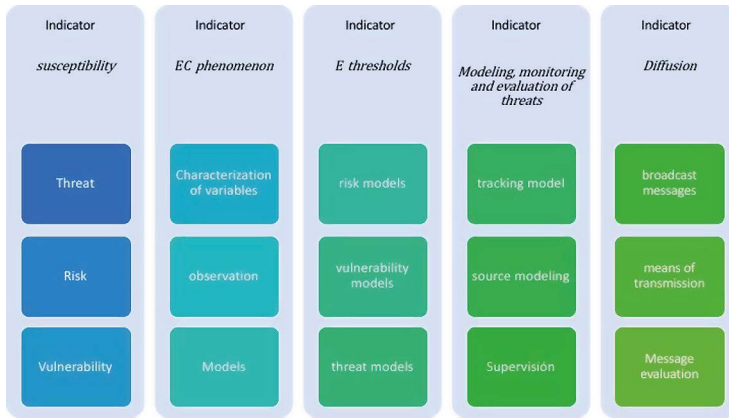 Indicator
susceptibility
Threat
Risk
Vulnerability
Indicator
EC phenomenon
Characterization
of variables
observation
Models
Indicator
E thresholds
risk models
vulnerability
models
threat models
Indicator
Modeling, monitoring
and evaluation of
threats
tracking model
source modeling
Supervisión
Indicator
Diffusion
broadcast
messages
means of
transmission
Message
evaluation